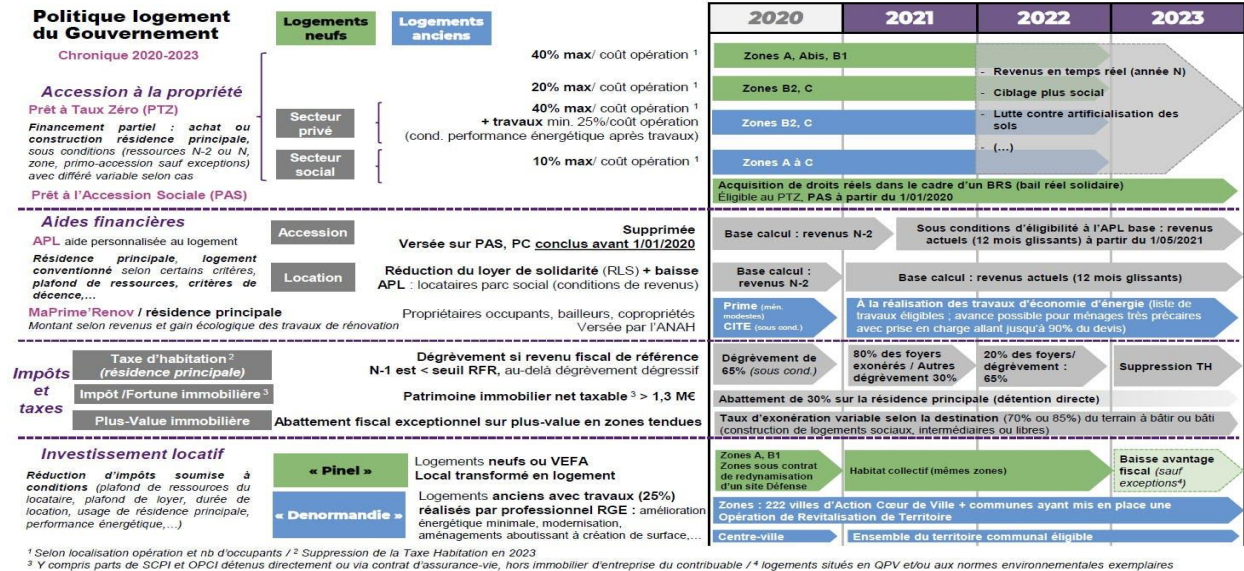 Politique logement
du Gouvernement
Chronique 2020-2023
Logements
neufs
Logements
anciens
2020
2021
2022
2023
Accession à la propriété
Prêt à Taux Zéro (PTZ)
Financement partiel : achat ou
construction résidence principale,
sous conditions (ressources N-2 ou N,
zone, primo-accession sauf exceptions)
avec différé variable selon cas
Prêt à l'Accession Sociale (PAS)
Secteur
privé
Secteur
social
40% max/ coût opération ¹
20% max/ coût opération ¹
40% max/ coût opération ¹
+ travaux min. 25%/coût opération
(cond. performance énergétique après travaux)
10% max/ coût opération ¹
Zones A, Abis, B1
Zones B2, C
Zones B2, C
Zones A à C
- Revenus en temps réel (année N)
- Ciblage plus social
- Lutte contre artificialisation des
sols
- (...)
Acquisition de droits réels dans le cadre d'un BRS (bail réel solidaire)
Éligible au PTZ, PAS à partir du 1/01/2020
Aides financières
APL aide personnalisée au logement
Résidence principale, logement
conventionné selon certains critères,
plafond de ressources, critères de
décence,...
MaPrime'Renov / résidence principale
Montant selon revenus et gain écologique des travaux de rénovation
Accession
Supprimée
Versée sur PAS, PC conclus avant 1/01/2020
Location
Réduction du loyer de solidarité (RLS) + baisse
APL : locataires parc social (conditions de revenus)
Propriétaires occupants, bailleurs, copropriétés
Versée par l'ANAH
Base calcul : revenus N-2
Sous conditions d'éligibilité à l'APL base : revenus
actuels (12 mois glissants) à partir du 1/05/2021
Base calcul :
revenus N-2
Base calcul : revenus actuels (12 mois glissants)
Prime (mén.
modestes)
CITE (sous cond.)
À la réalisation des travaux d'économie d'énergie (liste de
travaux éligibles ; avance possible pour ménages très précaires
avec prise en charge allant jusqu'à 90% du devis)
Impôts
et
taxes
Taxe d'habitation ²
(résidence principale)
Impôt /Fortune immobilière ³
Plus-Value immobilière
Dégrèvement si revenu fiscal de référence
N-1 est < seuil RFR, au-delà dégrèvement dégressif
Patrimoine immobilier net taxable ³ > 1,3 M€
Abattement fiscal exceptionnel sur plus-value en zones tendues
Dégrèvement de
65% (sous cond.)
80% des foyers
exonérés / Autres
dégrèvement 30%
20% des foyers/
dégrèvement :
65%
Suppression TH
Abattement de 30% sur la résidence principale (détention directe)
Taux d'exonération variable selon la destination (70% ou 85%) du terrain à bâtir ou bâti
(construction de logements sociaux, intermédiaires ou libres)
Investissement locatif
Réduction d'impôts soumise à
conditions (plafond de ressources du
locataire, plafond de loyer, durée de
location, usage de résidence principale,
performance énergétique,...)
« Pinel »
Logements neufs ou VEFA
Local transformé en logement
« Denormandie »
Logements anciens avec travaux (25%)
réalisés par professionnel RGE : amélioration
énergétique minimale, modernisation,
aménagements aboutissant à création de surface,...
Zones A, B1
Zones sous contrat
de redynamisation
d'un site Défense
Habitat collectif (mêmes zones)
Baisse avantage
fiscal (sauf
exceptions⁴)
Zones : 222 villes d'Action Cœur de Ville + communes ayant mis en place une
Opération de Revitalisation de Territoire
Centre-ville
Ensemble du territoire communal éligible
¹ Selon localisation opération et nb d'occupants / ² Suppression de la Taxe Habitation en 2023
³ Y compris parts de SCPI et OPCI détenus directement ou via contrat d'assurance-vie, hors immobilier d'entreprise du contribuable / ⁴ logements situés en QPV et/ou aux normes environnementales exemplaires